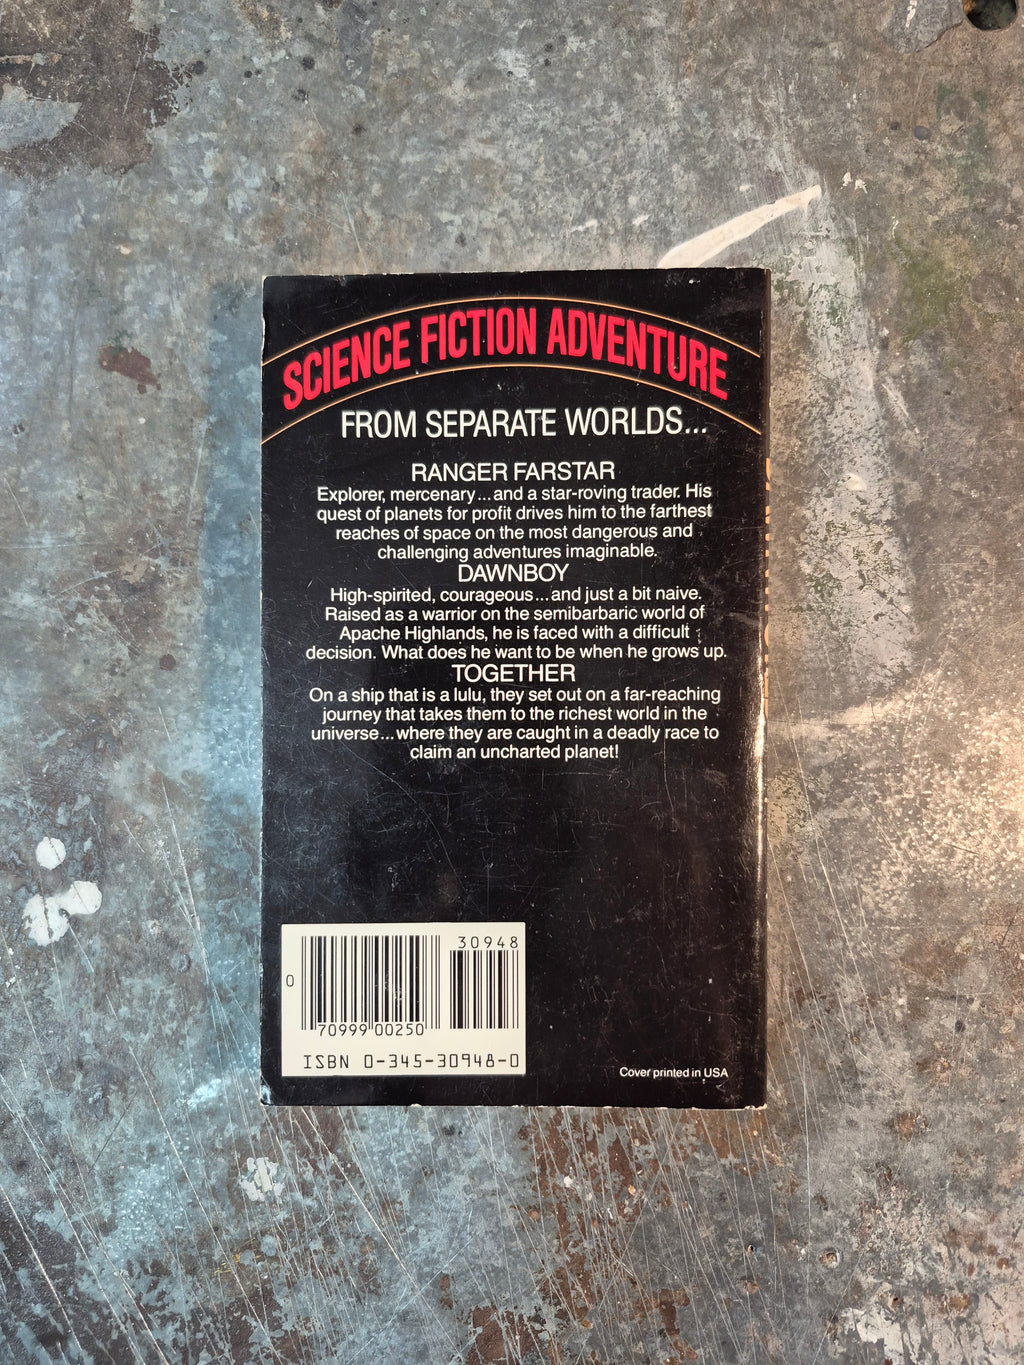 SCIENCE FICTION ADVENTURE
FROM SEPARATE WORLDS...
RANGER FARSTAR
Explorer, mercenary...and a star-roving trader. His
quest of planets for profit drives him to the farthest
reaches of space on the most dangerous and
challenging adventures imaginable.
DAWNBOY
High-spirited, courageous...and just a bit naive.
Raised as a warrior on the semibarbaric world of
Apache Highlands, he is faced with a difficult
decision. What does he want to be when he grows up.
TOGETHER
On a ship that is a lulu, they set out on a far-reaching
journey that takes them to the richest world in the
universe...where they are caught in a deadly race to
claim an uncharted planet!
30948
0
70999 00250
ISBN 0-345-30948-0
Cover printed in USA